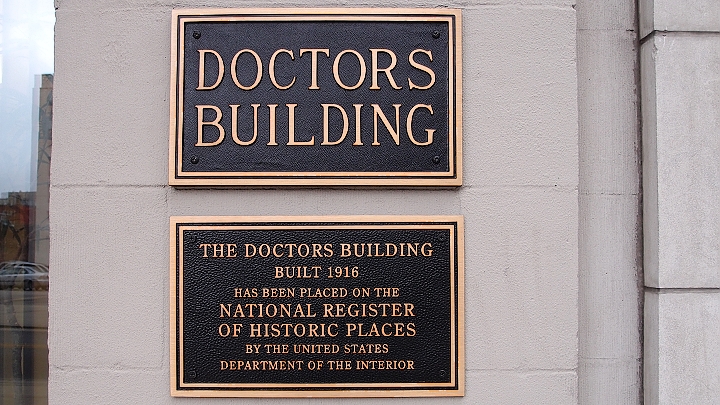 DOCTORS
BUILDING
THE DOCTORS BUILDING
BUILT 1916
HAS BEEN PLACED ON THE
NATIONAL REGISTER
OF HISTORIC PLACES
BY THE UNITED STATES
DEPARTMENT OF THE INTERIOR